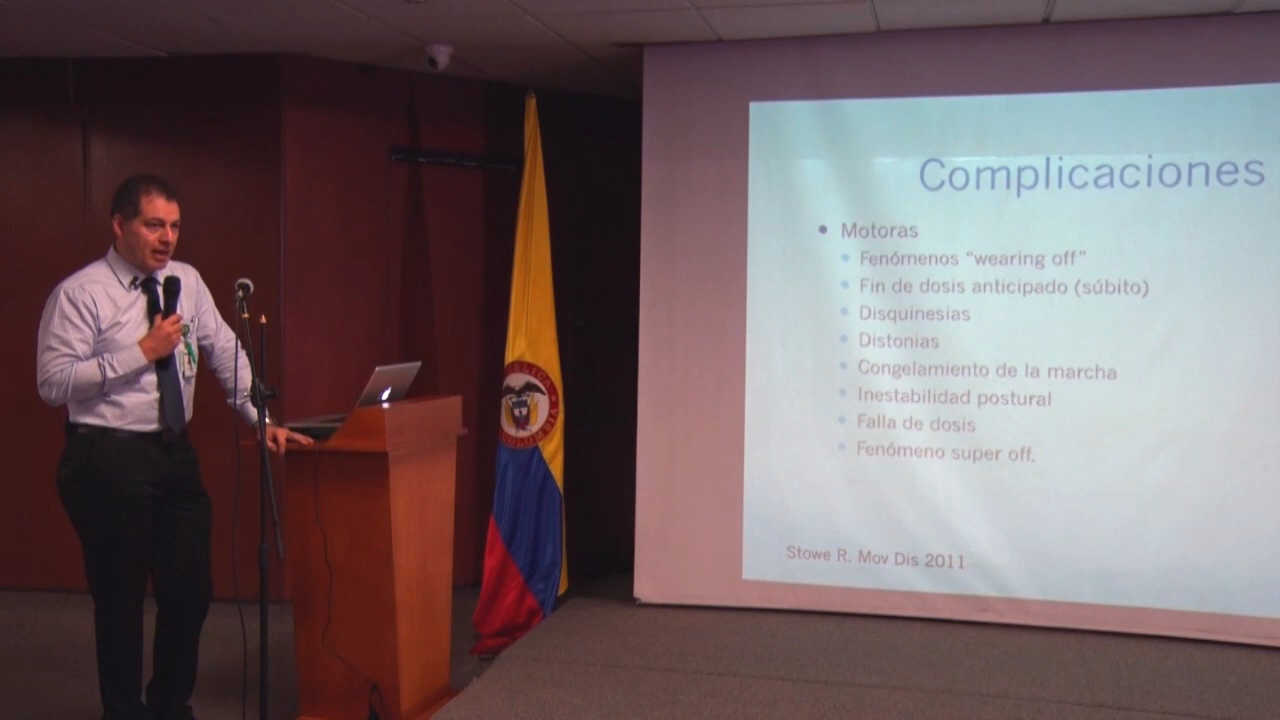 Complicaciones
• Motoras
• Fenómenos “wearing off”
• Fin de dosis anticipado (súbito)
• Disquinesias
• Distonias
• Congelamiento de la marcha
• Inestabilidad postural
• Falla de dosis
• Fenómeno super off.
Stowe R. Mov Dis 2011
COLOMBIA